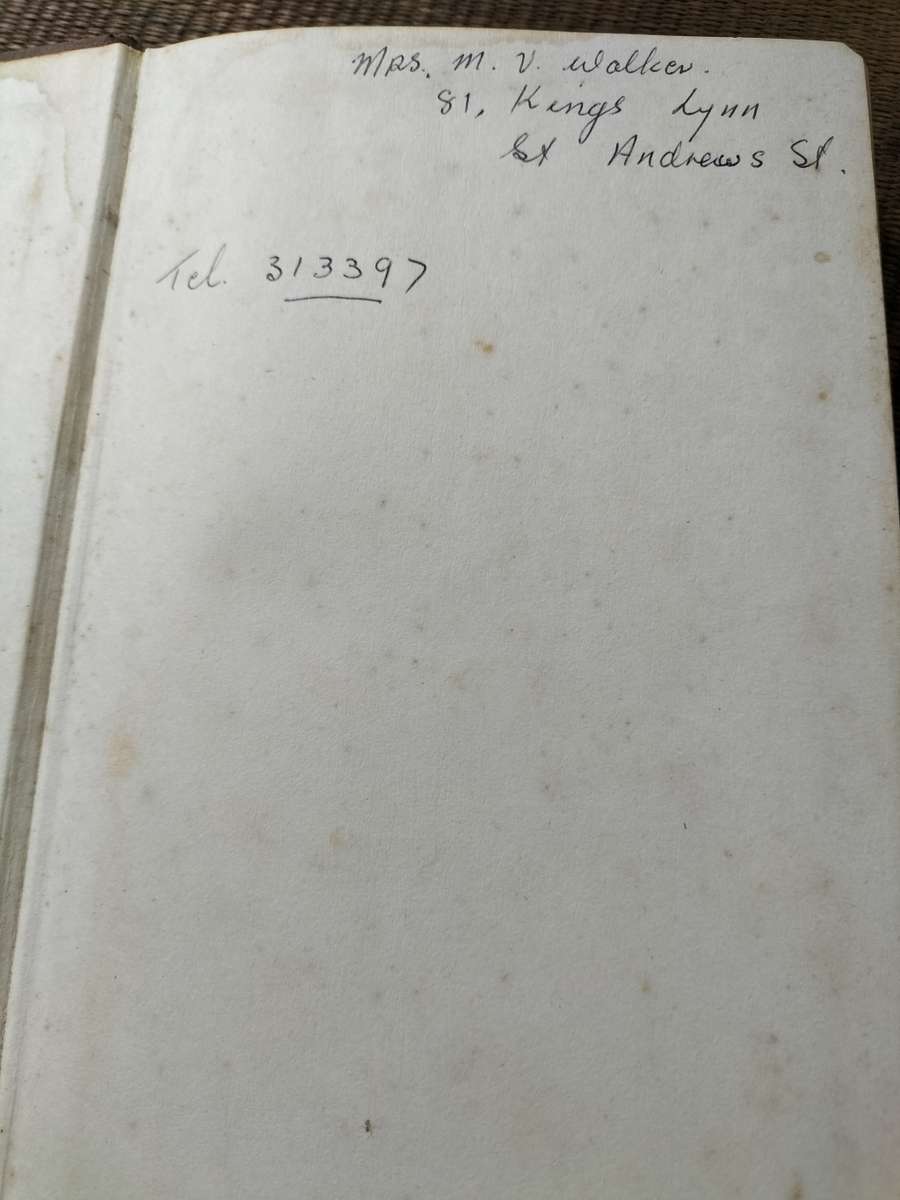 Mrs. M. V. Walker.
81, Kings Lynn
St Andrews St.
Tel. 313397